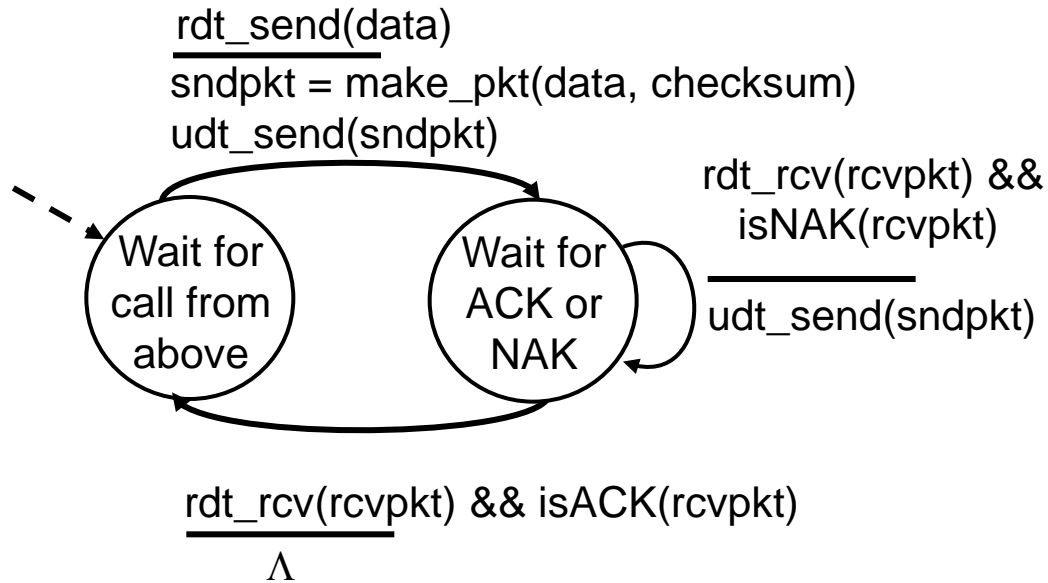 rdt_send(data)
sndpkt = make_pkt(data, checksum)
udt_send(sndpkt)
Wait for
call from
above
Wait for
ACK or
NAK
rdt_rcv(rcvpkt) &&
isNAK(rcvpkt)
udt_send(sndpkt)
rdt_rcv(rcvpkt) && isACK(rcvpkt)
Λ